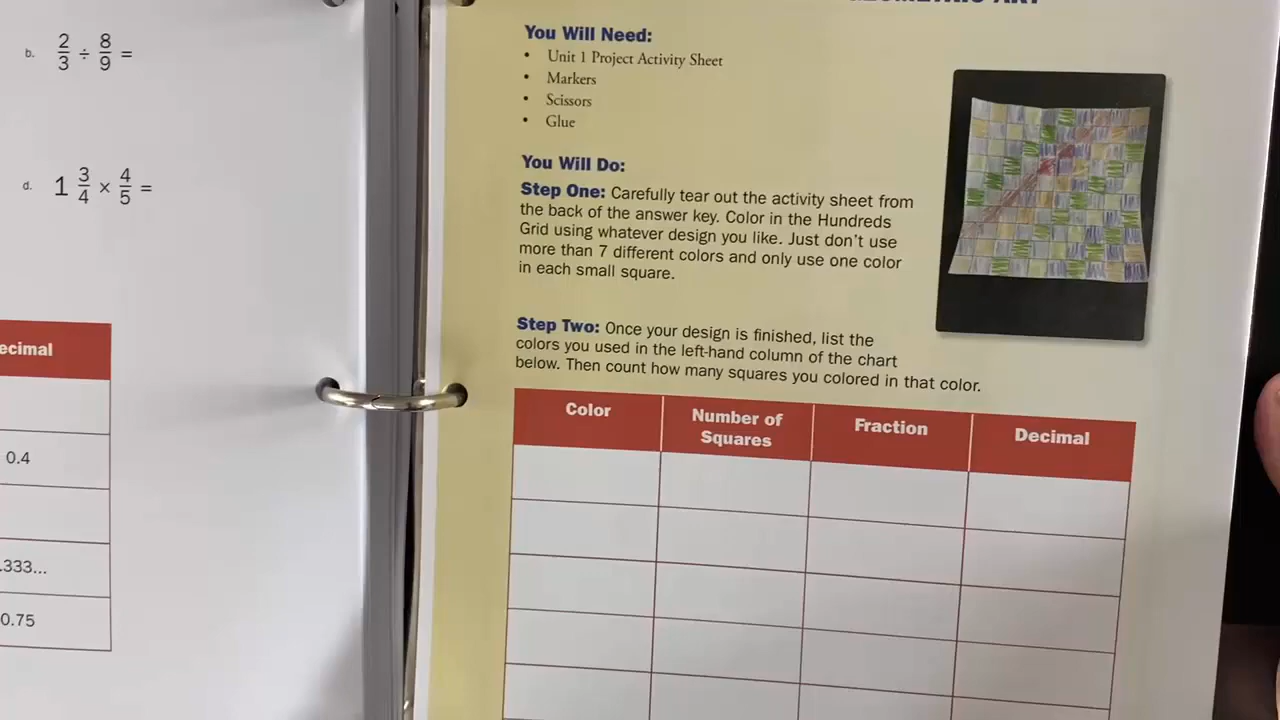 b. 2/3 ÷ 8/9 =
d. 1 3/4 × 4/5 =
0.4
.333...
0.75
You Will Need:
• Unit 1 Project Activity Sheet
• Markers
• Scissors
• Glue
You Will Do:
Step One: Carefully tear out the activity sheet from
the back of the answer key. Color in the Hundreds
Grid using whatever design you like. Just don't use
more than 7 different colors and only use one color
in each small square.
Step Two: Once your design is finished, list the
colors you used in the left-hand column of the chart
below. Then count how many squares you colored in that color.
Color
Number of
Squares
Fraction
Decimal